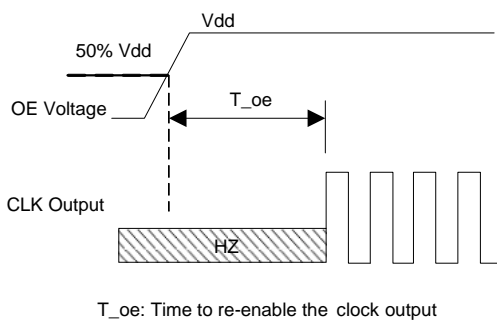 Vdd
50% Vdd
T_oe
OE Voltage
CLK Output
HZ
T_oe: Time to re-enable the clock output